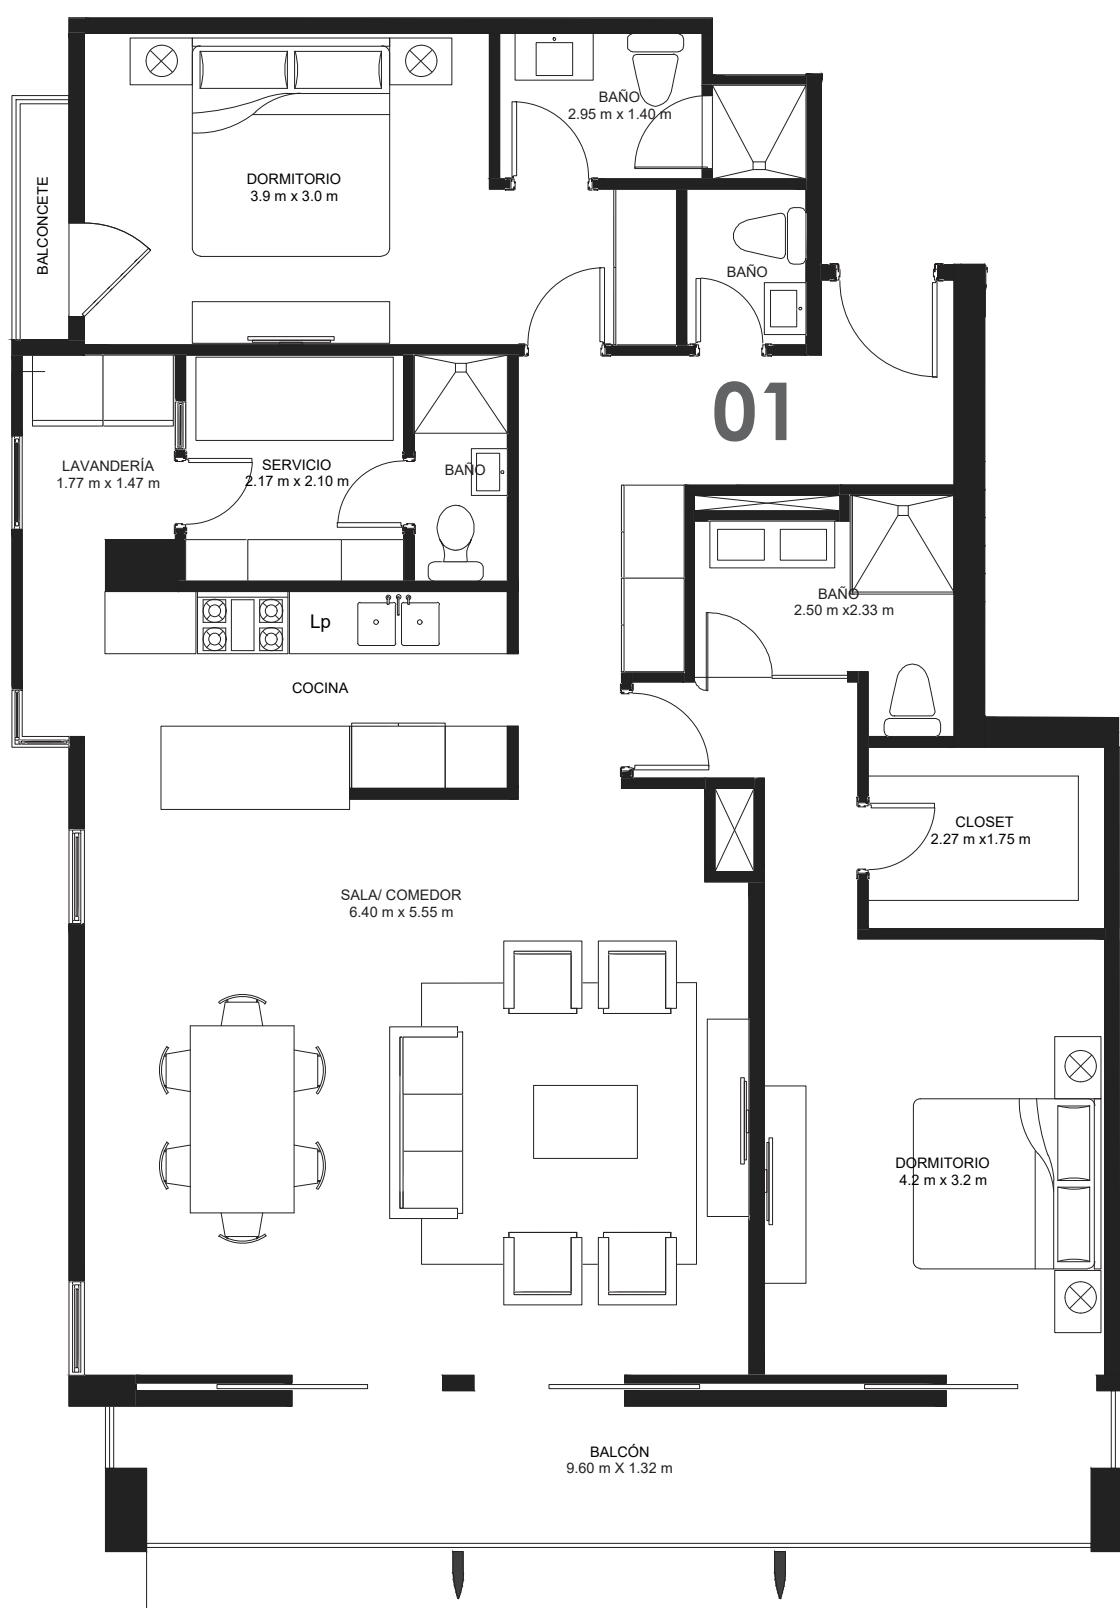 BAÑO
2.95 m x 1.40 m
DORMITORIO
3.9 m x 3.0 m
BALCONETE
BAÑO
01
LAVANDERÍA
1.77 m x 1.47 m
SERVICIO
2.17 m x 2.10 m
BAÑO
BAÑO
2.50 m x2.33 m
Lp
COCINA
CLOSET
2.27 m x1.75 m
SALA/ COMEDOR
6.40 m x 5.55 m
DORMITORIO
4.2 m x 3.2 m
BALCÓN
9.60 m X 1.32 m